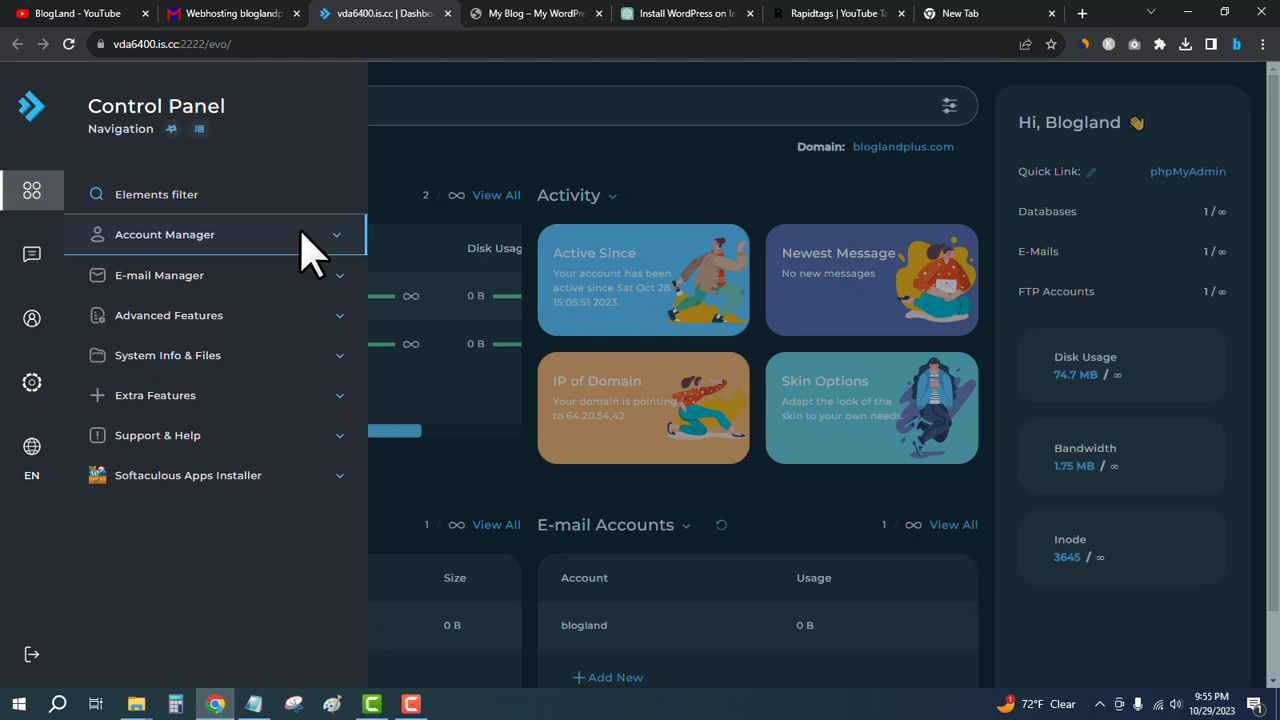 BlogLand - YouTube
Webhosting bloglandp
vda6400.is.cc | Dashbo
My Blog – My WordPre
Install WordPress on l
Rapidtags | YouTube Te
New Tab
vda6400.is.cc:2222/evo/
Control Panel
Navigation
Elements filter
Account Manager
E-mail Manager
Advanced Features
System Info & Files
Extra Features
Support & Help
Softaculous Apps Installer
EN
Domain: bloglandplus.com
2 / ∞ View All
Disk Usag
∞ 0 B
∞ 0 B
Activity
Active Since
Your account has been
active since Sat Oct 28
15:05:51 2023.
Newest Message
No new messages
IP of Domain
Your domain is pointing
to 64.20.54.42.
Skin Options
Adapt the look of the
skin to your own needs.
1 / ∞ View All
Size
0 B
E-mail Accounts
1 / ∞ View All
Account Usage
blogland 0 B
Add New
Hi, Blogland
Quick Link: phpMyAdmin
Databases 1 / ∞
E-Mails 1 / ∞
FTP Accounts 1 / ∞
Disk Usage
74.7 MB / ∞
Bandwidth
1.75 MB / ∞
Inode
3645 / ∞
72°F Clear
9:55 PM
10/29/2023